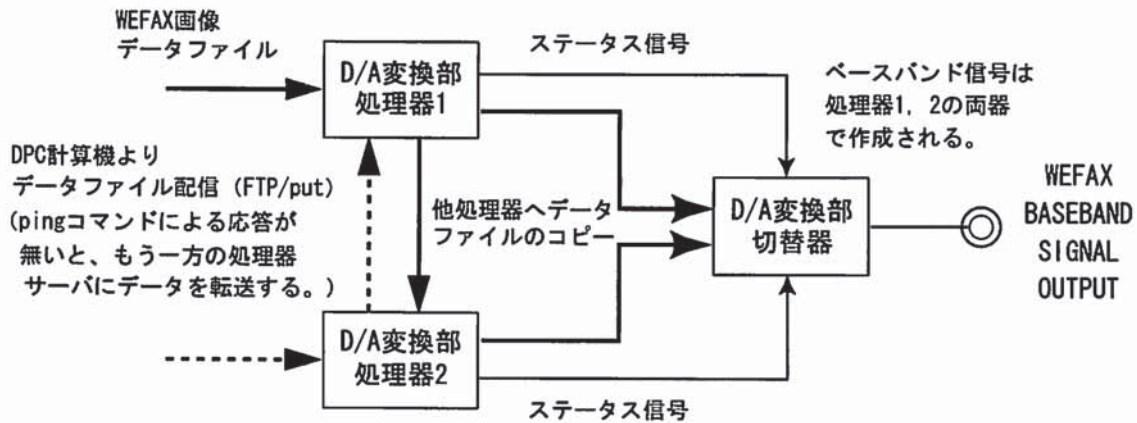 WEFAX画像
データファイル
D/A変換部
処理器1
ステータス信号
ベースバンド信号は
処理器1, 2の両器
で作成される。
DPC計算機より
データファイル配信 (FTP/put)
(pingコマンドによる応答が
無いと、もう一方の処理器
サーバにデータを転送する。)
他処理器へデータ
ファイルのコピー
D/A変換部
切替器
WEFAX
BASEBAND
SIGNAL
OUTPUT
D/A変換部
処理器2
ステータス信号